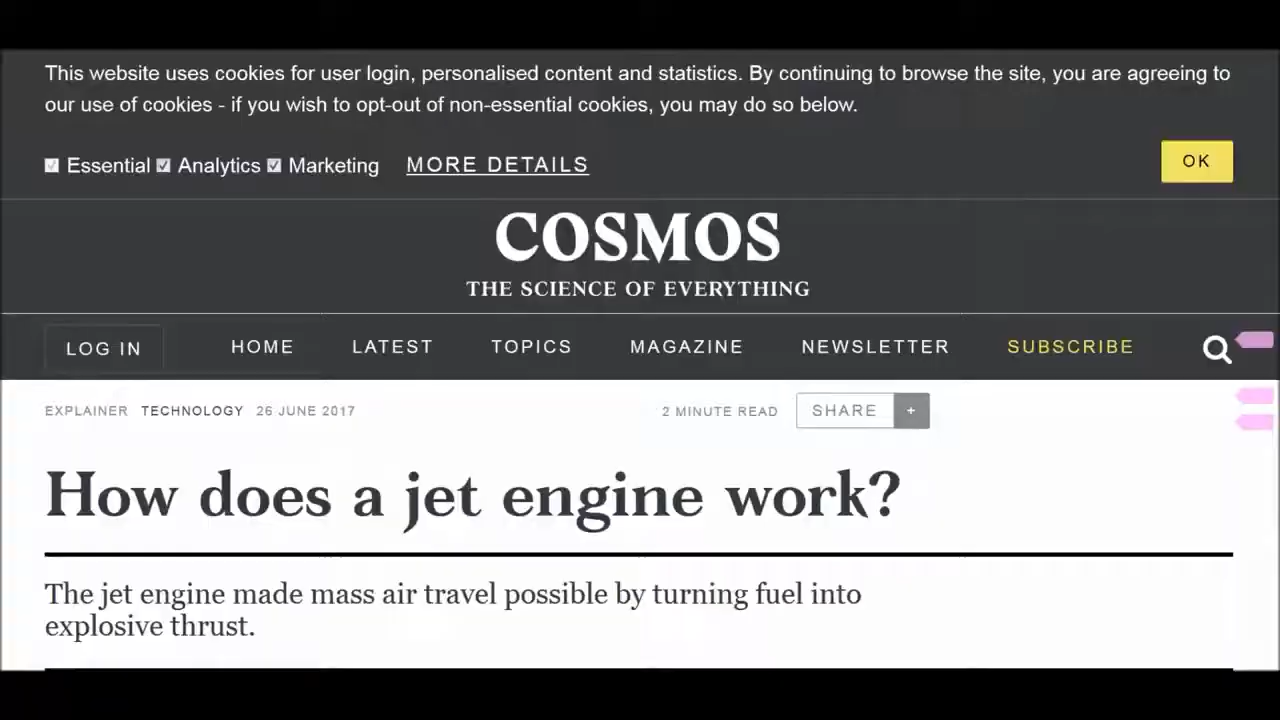 This website uses cookies for user login, personalised content and statistics. By continuing to browse the site, you are agreeing to
our use of cookies - if you wish to opt-out of non-essential cookies, you may do so below.
Essential Analytics Marketing MORE DETAILS OK
COSMOS
THE SCIENCE OF EVERYTHING
LOG IN HOME LATEST TOPICS MAGAZINE NEWSLETTER SUBSCRIBE
EXPLAINER TECHNOLOGY 26 JUNE 2017 2 MINUTE READ SHARE +
How does a jet engine work?
The jet engine made mass air travel possible by turning fuel into
explosive thrust.